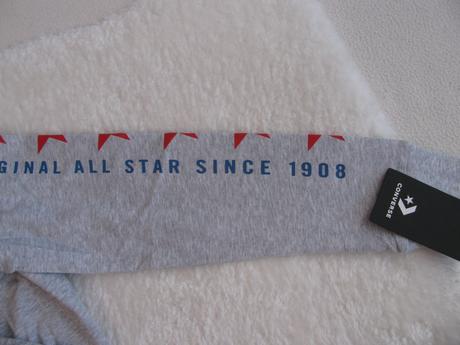 GINAL ALL STAR SINCE 1908
CONVERSE